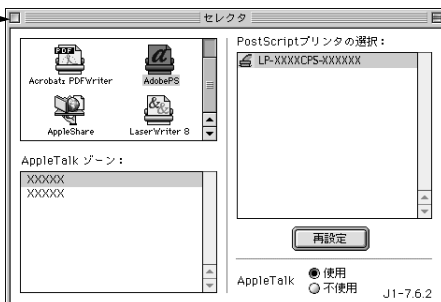 セレクタ
Acrobat™ PDFWriter
AdobePS
AppleShare
LaserWriter 8
AppleTalk ゾーン：
XXXXX
XXXXX
PostScriptプリンタの選択：
LP-XXXXCPS-XXXXXX
再設定
AppleTalk
使用
不使用
J1-7.6.2